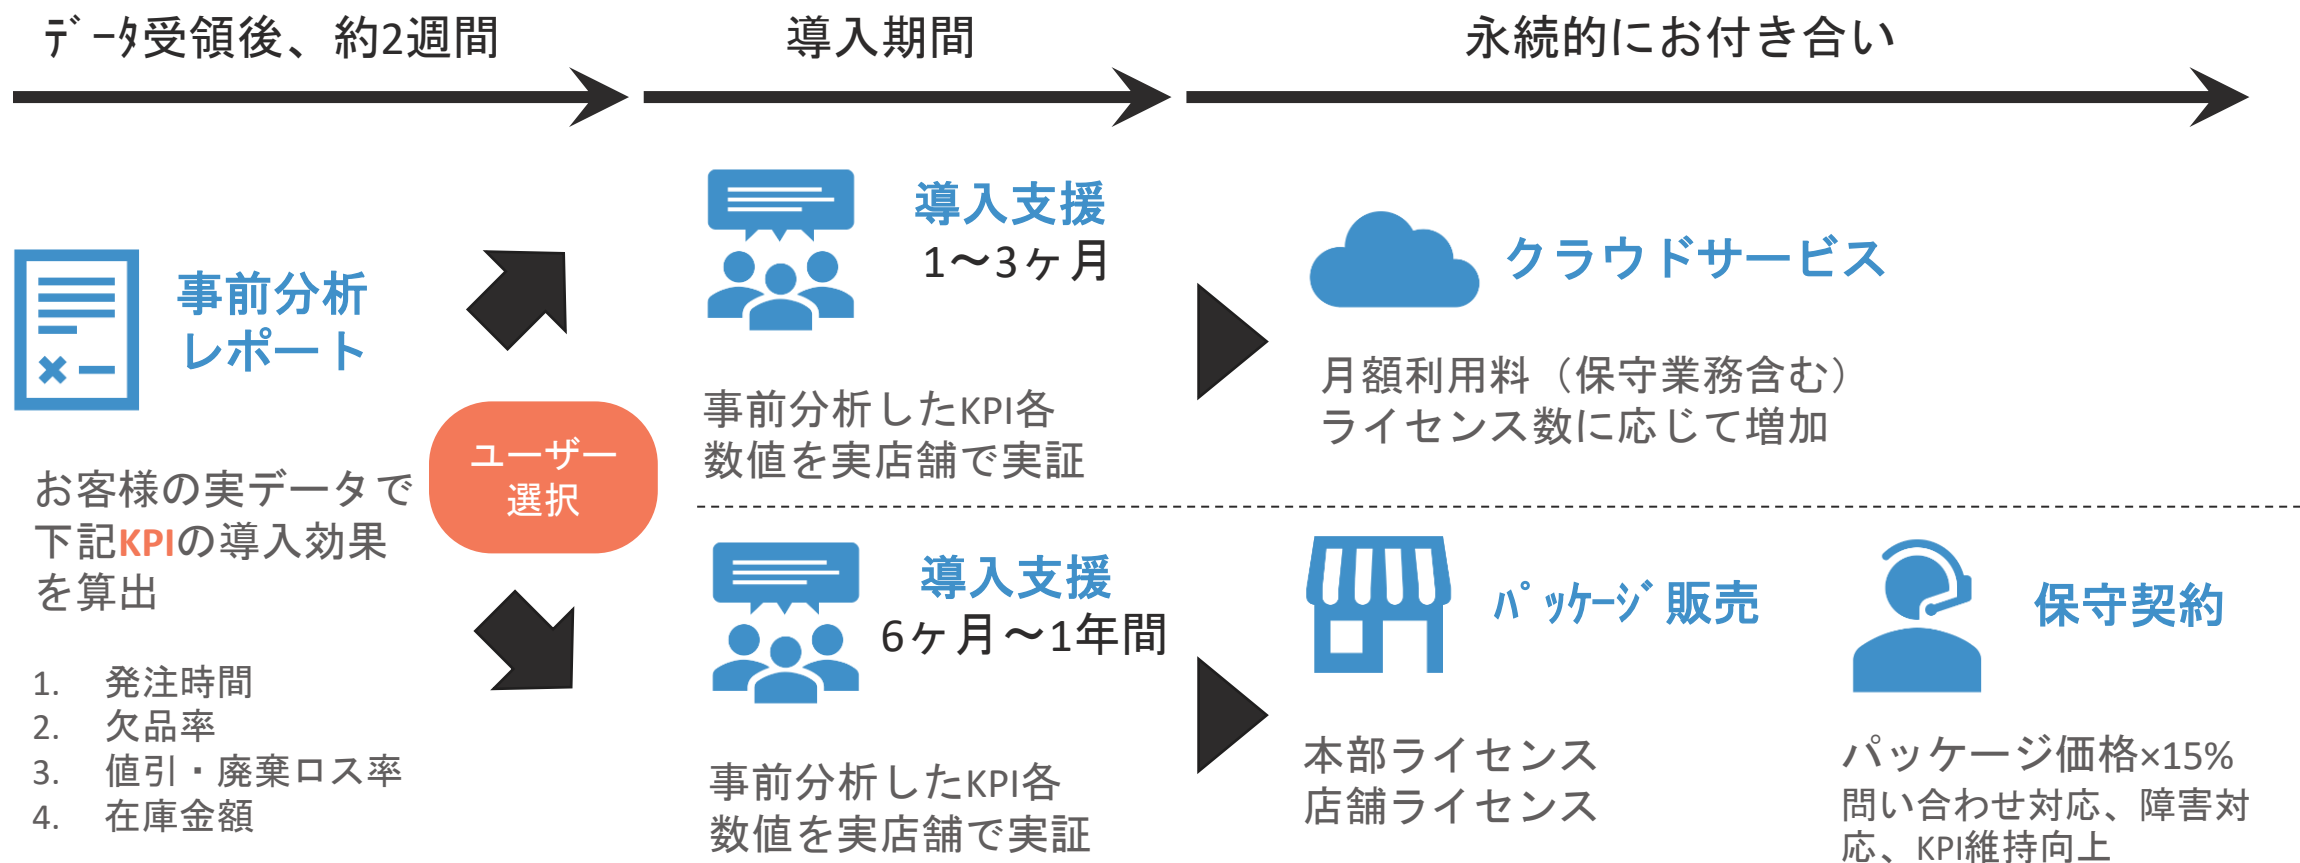 ﾃﾞｰﾀ受領後、約2週間
導入期間
永続的にお付き合い
事前分析
レポート
お客様の実データで
下記KPIの導入効果
を算出
1. 発注時間
2. 欠品率
3. 値引・廃棄ロス率
4. 在庫金額
ユーザー
選択
導入支援
1～3ヶ月
事前分析したKPI各
数値を実店舗で実証
クラウドサービス
月額利用料（保守業務含む）
ライセンス数に応じて増加
導入支援
6ヶ月～1年間
事前分析したKPI各
数値を実店舗で実証
ﾊﾟｯｹｰｼﾞ販売
本部ライセンス
店舗ライセンス
保守契約
パッケージ価格×15%
問い合わせ対応、障害対
応、KPI維持向上